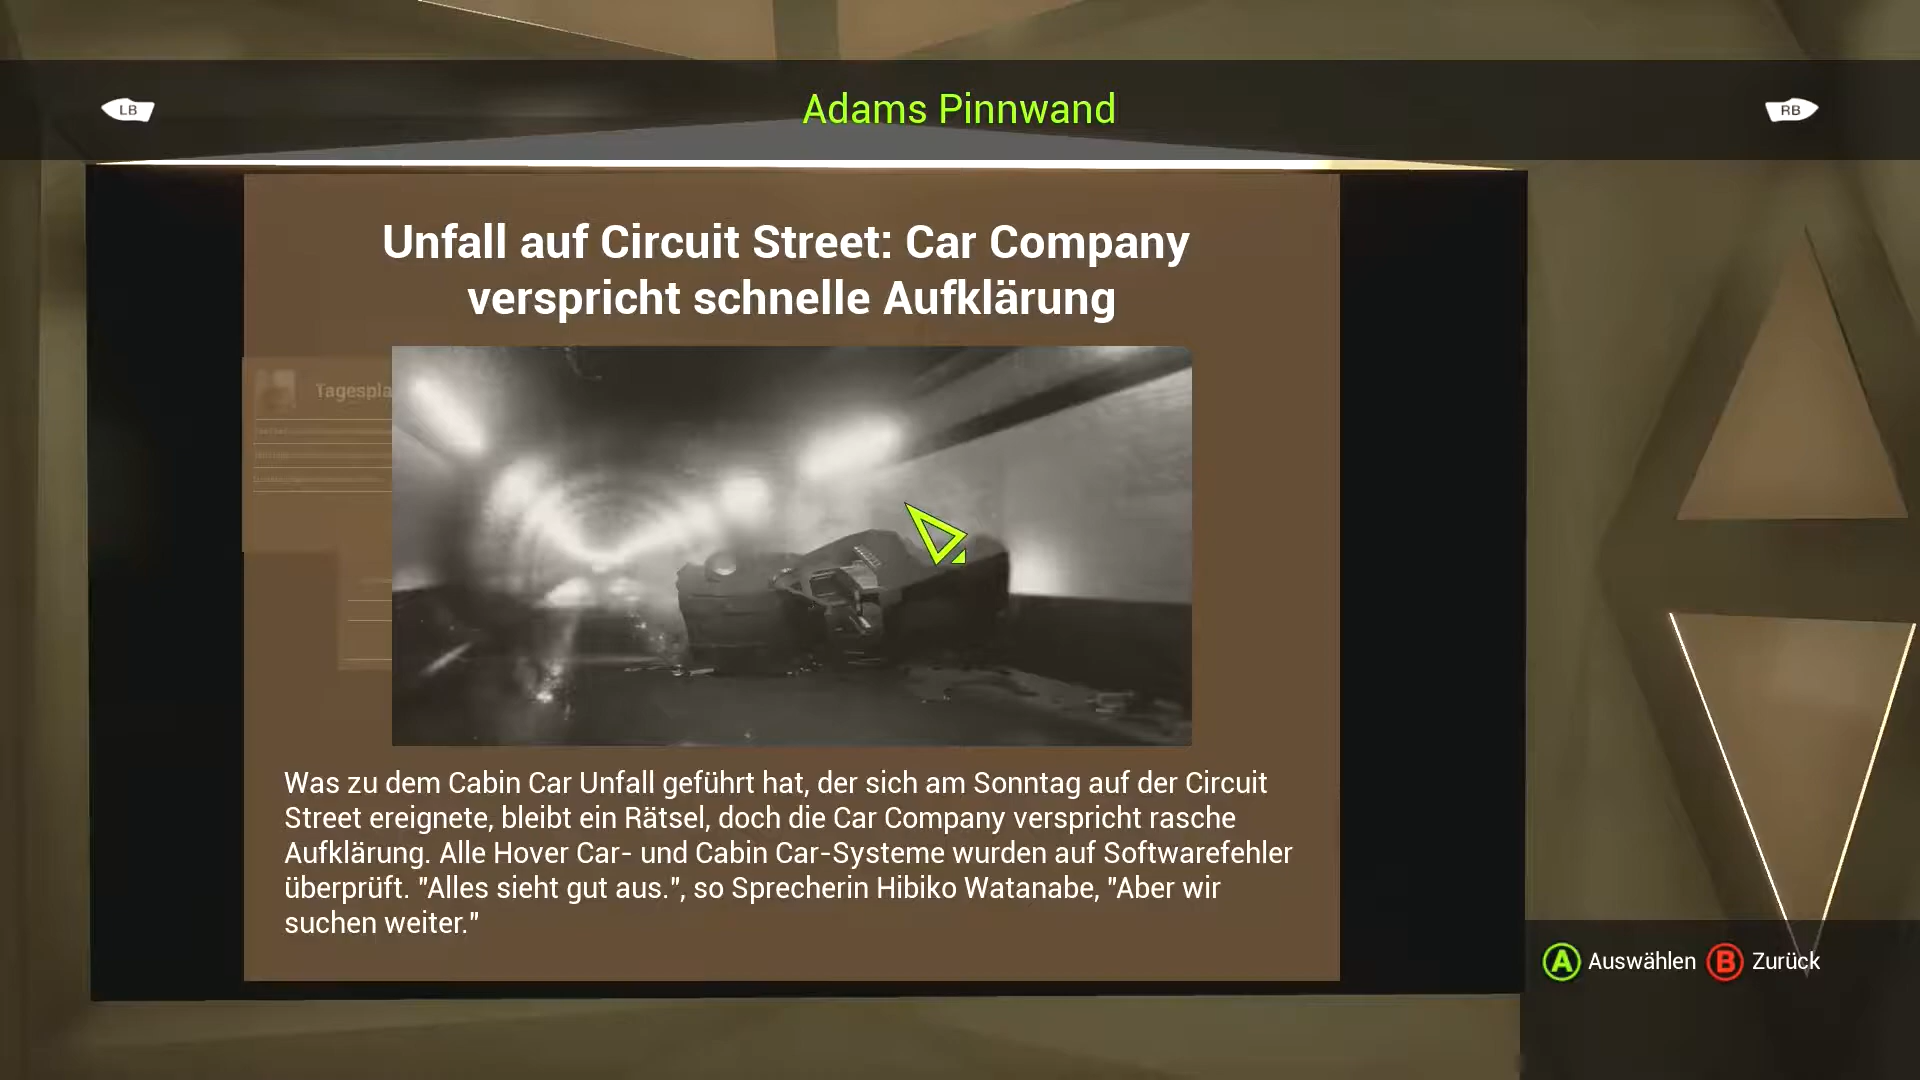 LB
Adams Pinnwand
RB
Unfall auf Circuit Street: Car Company
verspricht schnelle Aufklärung
Tagespla
Was zu dem Cabin Car Unfall geführt hat, der sich am Sonntag auf der Circuit
Street ereignete, bleibt ein Rätsel, doch die Car Company verspricht rasche
Aufklärung. Alle Hover Car- und Cabin Car-Systeme wurden auf Softwarefehler
überprüft. "Alles sieht gut aus.", so Sprecherin Hibiko Watanabe, "Aber wir
suchen weiter."
A Auswählen B Zurück